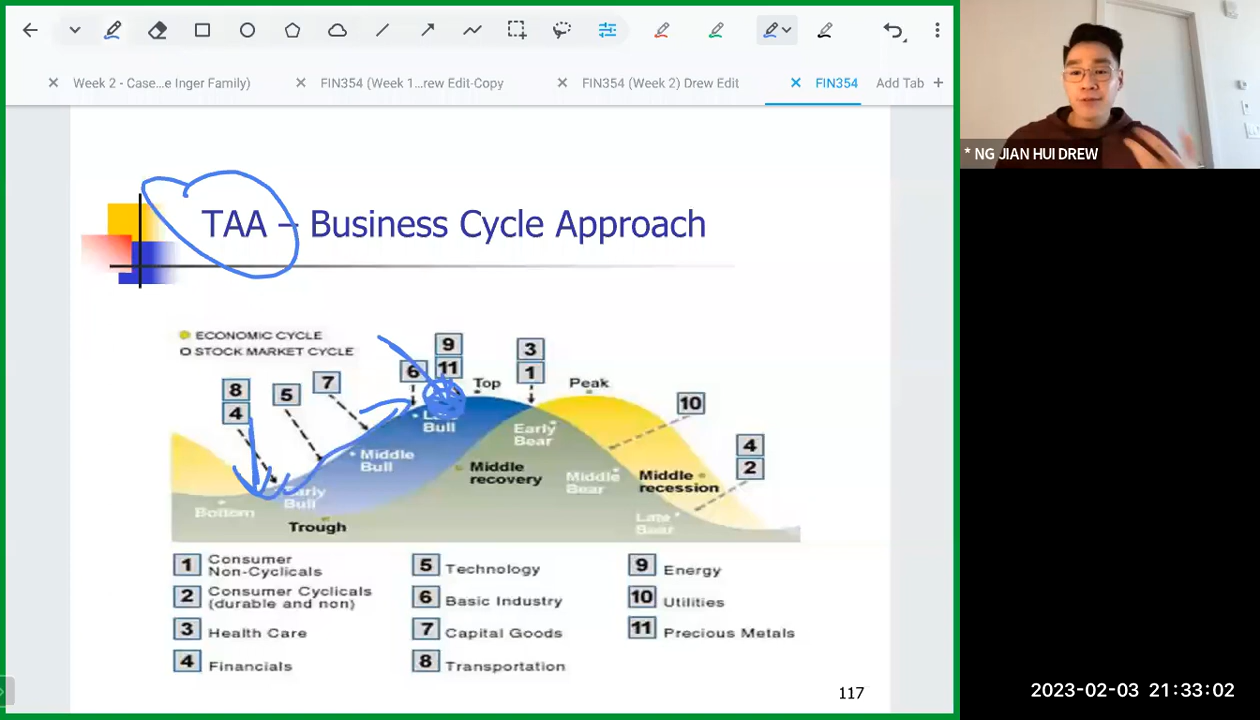 Week 2 - Case...e Inger Family)
FIN354 (Week 1...rew Edit-Copy
FIN354 (Week 2) Drew Edit
FIN354
Add Tab +
* NG JIAN HUI DREW
TAA – Business Cycle Approach
ECONOMIC CYCLE
STOCK MARKET CYCLE
8
4
5
7
6
9
11
Top
3
1
Peak
10
4
2
Late
Bull
Early
Bear
Middle
Bull
Middle
recovery
Middle
Bear
Middle
recession
Early
Bull
Bottom
Trough
Late
Bear
1 Consumer
Non-Cyclicals
2 Consumer Cyclicals
(durable and non)
3 Health Care
4 Financials
5 Technology
6 Basic Industry
7 Capital Goods
8 Transportation
9 Energy
10 Utilities
11 Precious Metals
117
2023-02-03 21:33:02